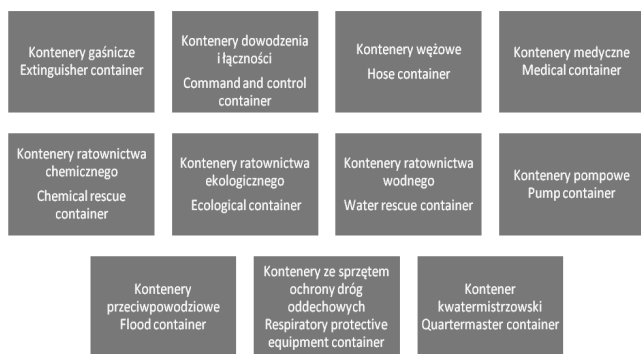 Kontenery gaśnicze
Extinguisher container
Kontenery dowodzenia
i łączności
Command and control
container
Kontenery wężowe
Hose container
Kontenery medyczne
Medical container
Kontenery ratownictwa
chemicznego
Chemical rescue
container
Kontenery ratownictwa
ekologicznego
Ecological container
Kontenery ratownictwa
wodnego
Water rescue container
Kontenery pompowe
Pump container
Kontenery
przeciwpowodziowe
Flood container
Kontenery ze sprzętem
ochrony dróg
oddechowych
Respiratory protective
equipment container
Kontener
kwatermistrzowski
Quartermaster container